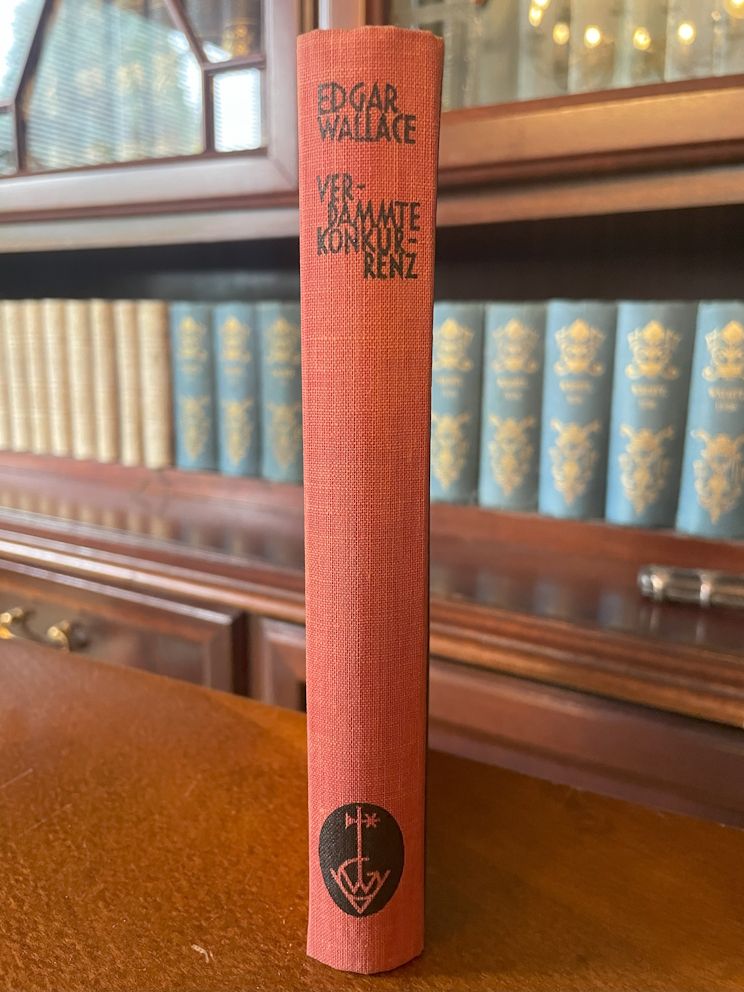 EDGAR
WALLACE
VER-
DAMMTE
KONKUR-
RENZ